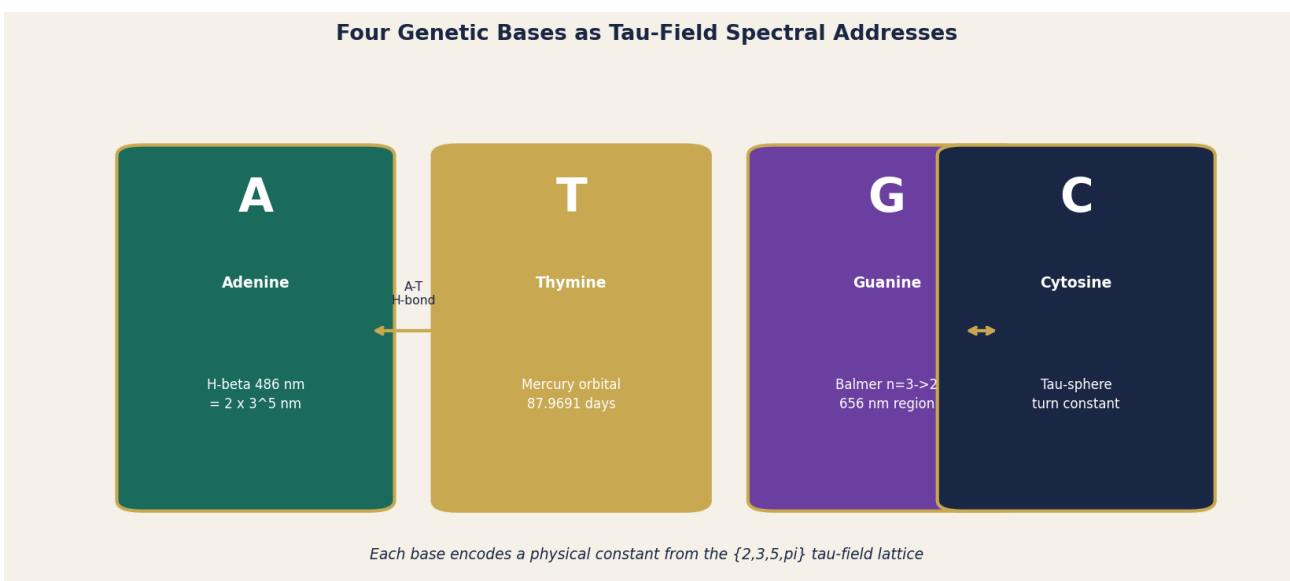 Four Genetic Bases as Tau-Field Spectral Addresses
A
T
G
C
Adenine
Thymine
Guanine
Cytosine
A-T
H-bond
H-beta 486 nm
= 2 x 3^5 nm
Mercury orbital
87.9691 days
Balmer n=3->2
656 nm region
Tau-sphere
turn constant
Each base encodes a physical constant from the {2,3,5,pi} tau-field lattice